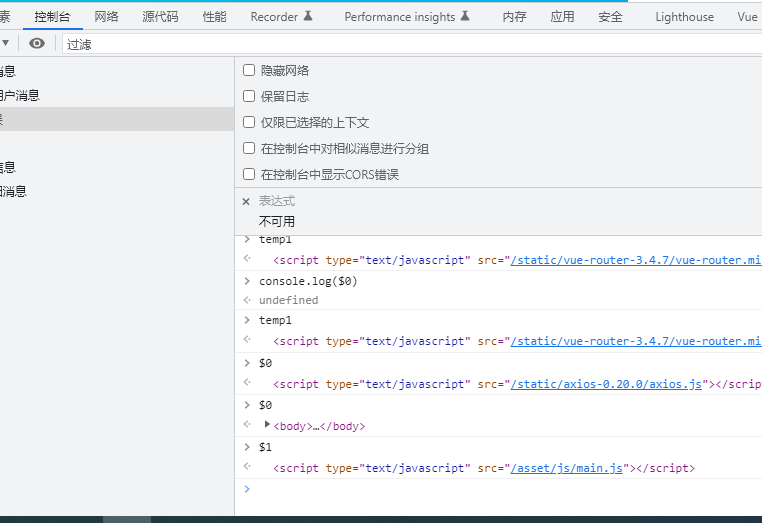 素 控制台 网络 源代码 性能 Recorder Performance insights 内存 应用 安全 Lighthouse Vue
过滤
消息
用户消息
信息
消息
隐藏网络
保留日志
仅限已选择的上下文
在控制台中对相似消息进行分组
在控制台中显示CORS错误
表达式
不可用
temp1
<script type="text/javascript" src="/static/vue-router-3.4.7/vue-router.mi
console.log($0)
undefined
temp1
<script type="text/javascript" src="/static/vue-router-3.4.7/vue-router.mi
$0
<script type="text/javascript" src="/static/axios-0.20.0/axios.js"></scrip
$0
<body>…</body>
$1
<script type="text/javascript" src="/asset/js/main.js"></script>